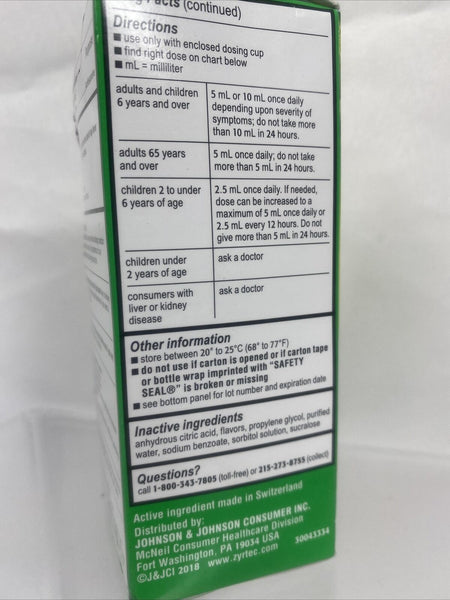 Facts (continued)
Directions
■ use only with enclosed dosing cup
■ find right dose on chart below
■ mL = milliliter
adults and children
6 years and over
5 mL or 10 mL once daily
depending upon severity of
symptoms; do not take more
than 10 mL in 24 hours.
adults 65 years
and over
5 mL once daily; do not take
more than 5 mL in 24 hours.
children 2 to under
6 years of age
2.5 mL once daily. If needed,
dose can be increased to a
maximum of 5 mL once daily or
2.5 mL every 12 hours. Do not
give more than 5 mL in 24 hours.
children under
2 years of age
ask a doctor
consumers with
liver or kidney
disease
ask a doctor
Other information
■ store between 20° to 25°C (68° to 77°F)
■ do not use if carton is opened or if carton tape
or bottle wrap imprinted with "SAFETY
SEAL®" is broken or missing
■ see bottom panel for lot number and expiration date
Inactive ingredients
anhydrous citric acid, flavors, propylene glycol, purified
water, sodium benzoate, sorbitol solution, sucralose
Questions?
call 1-800-343-7805 (toll-free) or 215-273-8755 (collect)
Active ingredient made in Switzerland
Distributed by:
JOHNSON & JOHNSON CONSUMER INC.
McNeil Consumer Healthcare Division
Fort Washington, PA 19034 USA
©J&JCI 2018 www.zyrtec.com
30043334